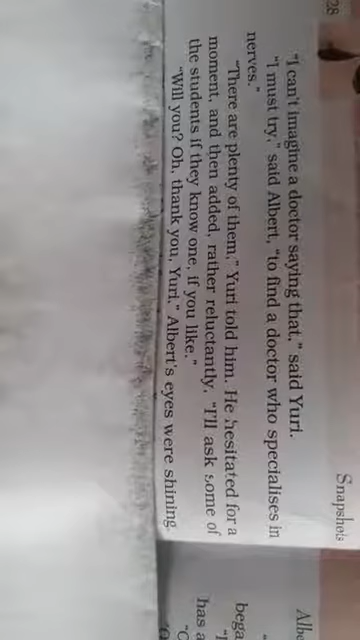 28
Snapshots
"I can't imagine a doctor saying that," said Yuri.
"I must try," said Albert, "to find a doctor who specialises in
nerves."
"There are plenty of them," Yuri told him. He hesitated for a
moment, and then added, rather reluctantly, "I'll ask some of
the students if they know one, if you like."
"Will you? Oh, thank you, Yuri." Albert's eyes were shining.
Albe
bega
has a